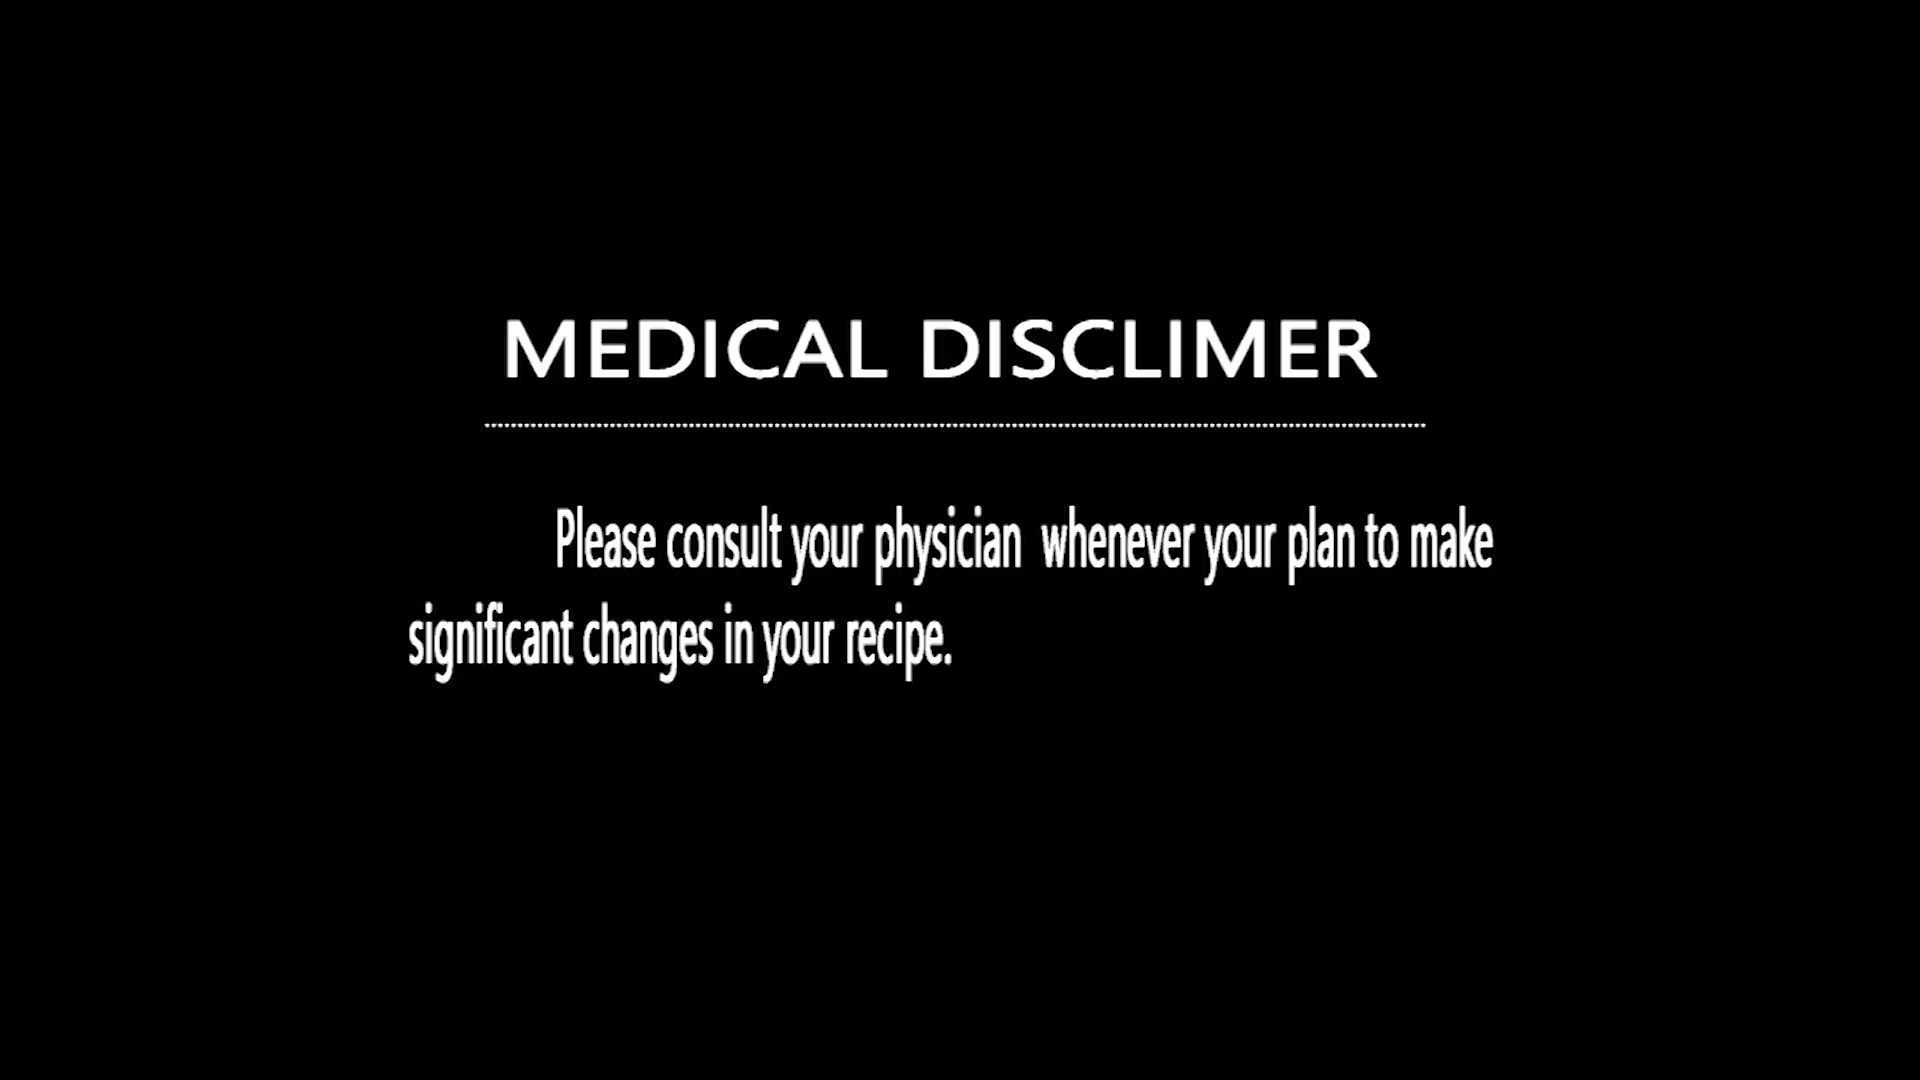 MEDICAL DISCLIMER
Please consult your physician  whenever your plan to make
significant changes in your recipe.